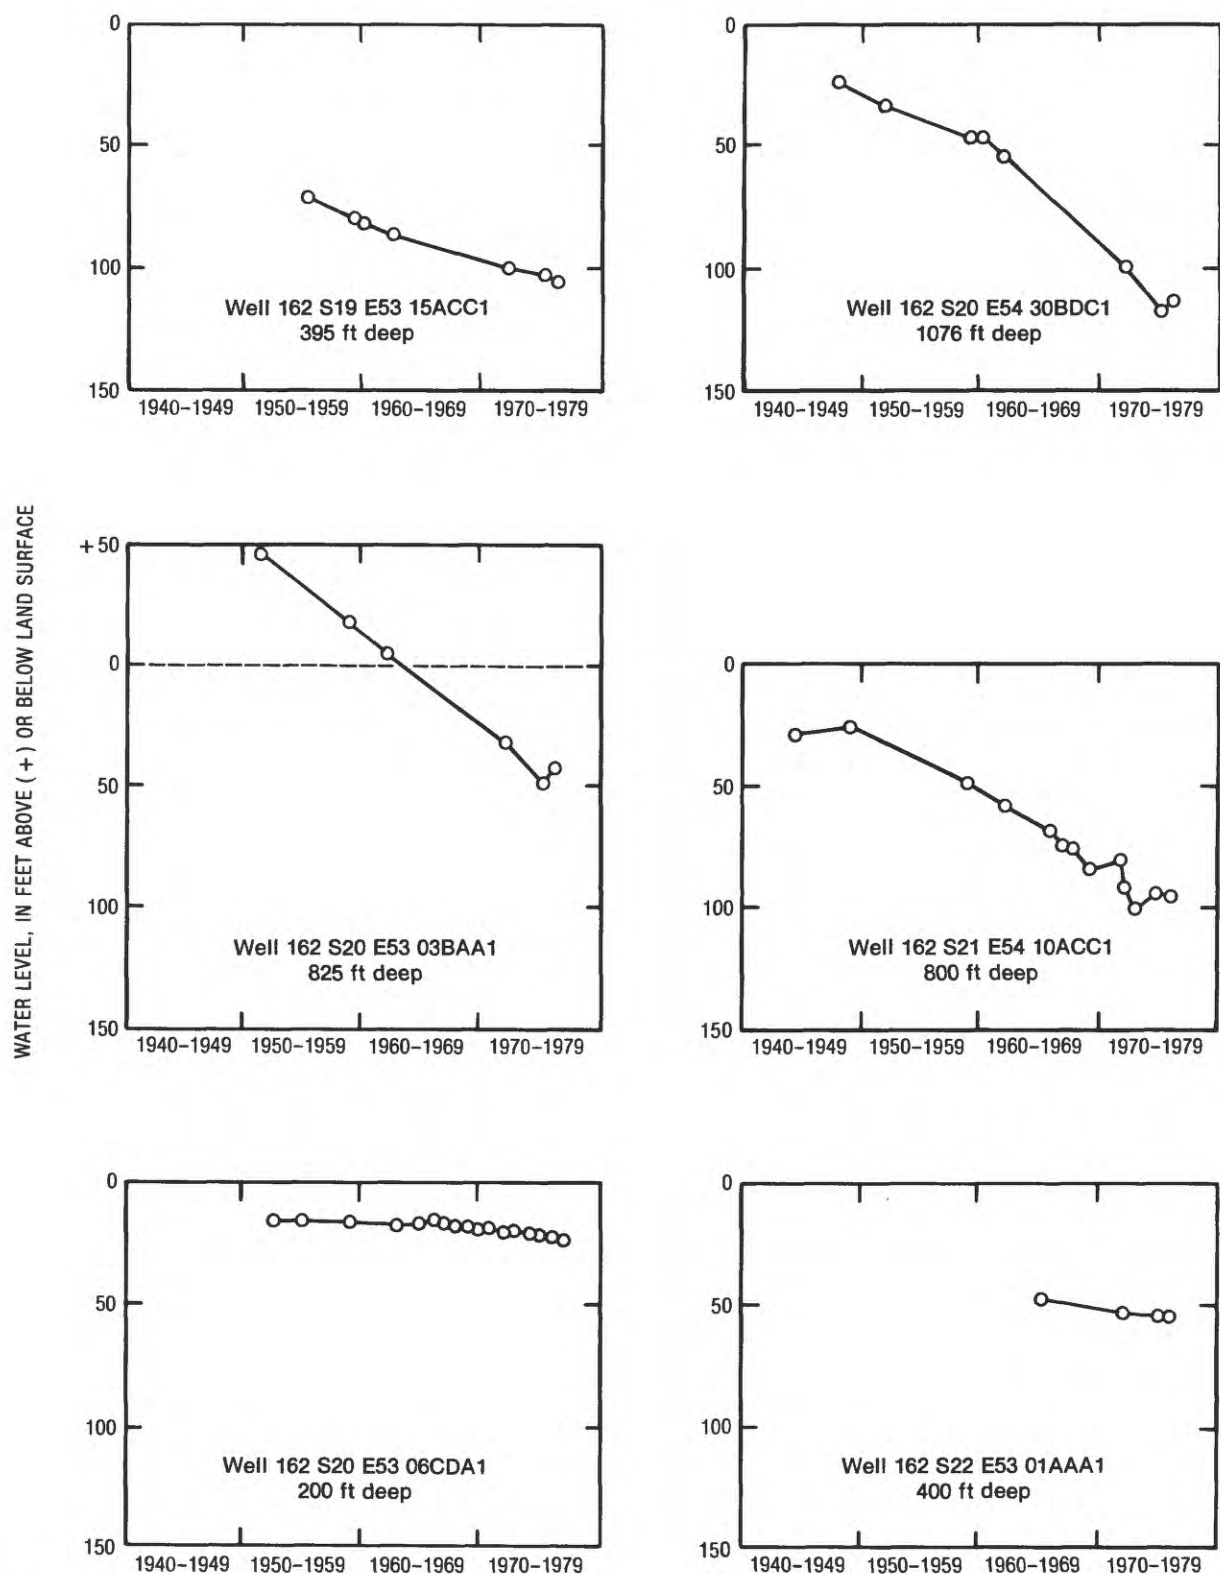 WATER LEVEL, IN FEET ABOVE (+) OR BELOW LAND SURFACE
0
50
100
150
1940–1949 1950–1959 1960–1969 1970–1979
Well 162 S19 E53 15ACC1
395 ft deep
0
50
100
150
1940–1949 1950–1959 1960–1969 1970–1979
Well 162 S20 E54 30BDC1
1076 ft deep
+50
0
50
100
150
1940–1949 1950–1959 1960–1969 1970–1979
Well 162 S20 E53 03BAA1
825 ft deep
0
50
100
150
1940–1949 1950–1959 1960–1969 1970–1979
Well 162 S21 E54 10ACC1
800 ft deep
0
50
100
150
1940–1949 1950–1959 1960–1969 1970–1979
Well 162 S20 E53 06CDA1
200 ft deep
0
50
100
150
1940–1949 1950–1959 1960–1969 1970–1979
Well 162 S22 E53 01AAA1
400 ft deep